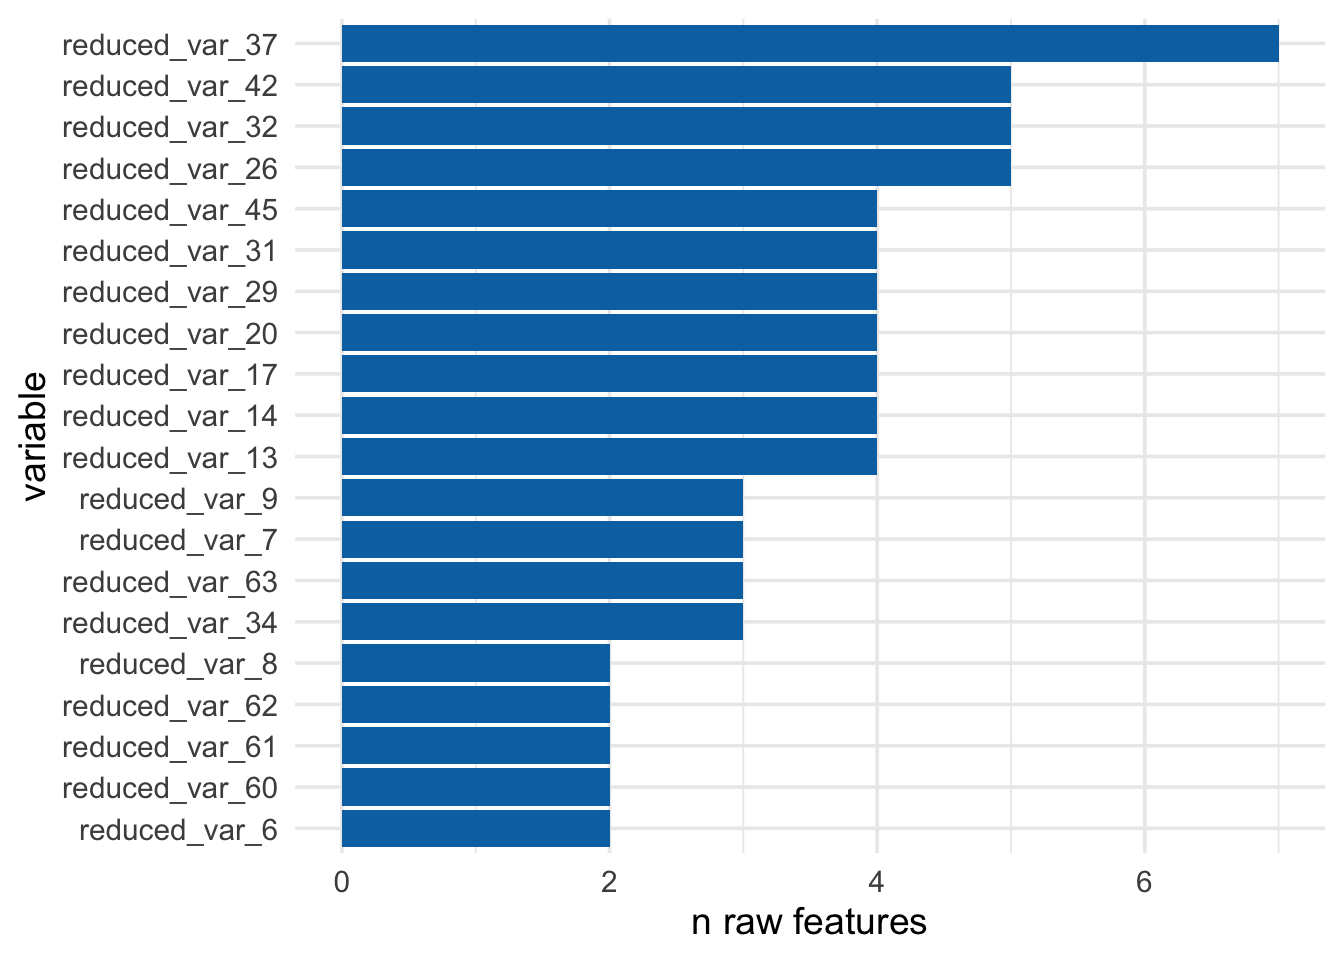 reduced_var_37
reduced_var_42
reduced_var_32
reduced_var_26
reduced_var_45
reduced_var_31
reduced_var_29
reduced_var_20
reduced_var_17
reduced_var_14
reduced_var_13
reduced_var_9
reduced_var_7
reduced_var_63
reduced_var_34
reduced_var_8
reduced_var_62
reduced_var_61
reduced_var_60
reduced_var_6
variable
0 2 4 6
n raw features